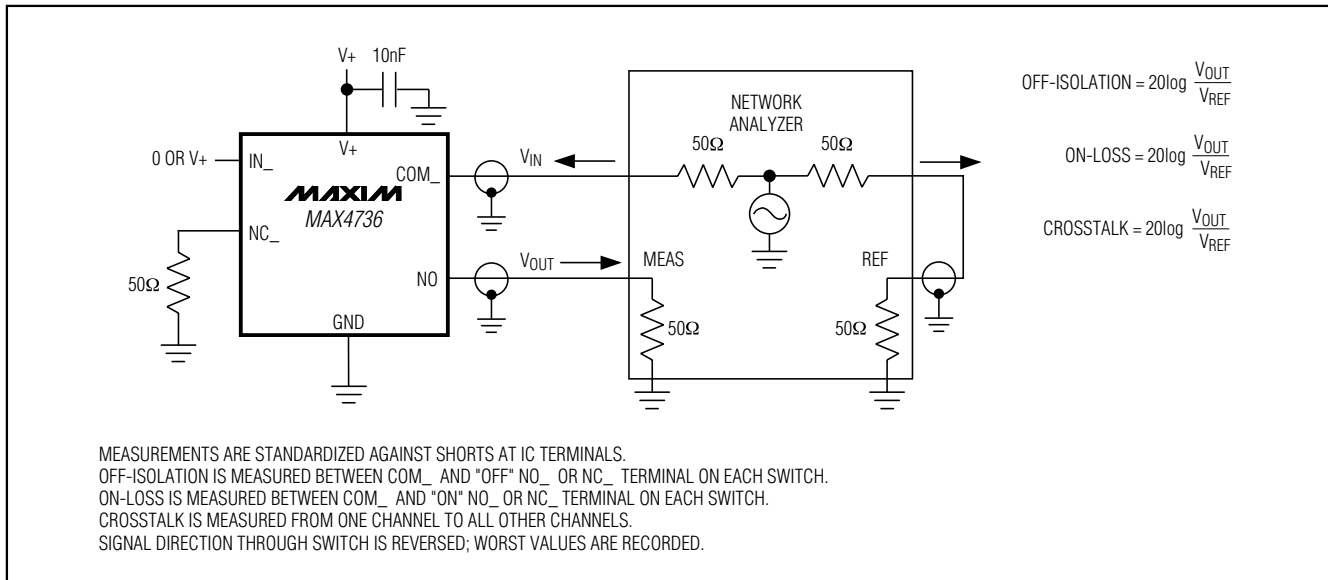 V+ 10nF
V+
0 OR V+ IN_
COM_
MAXIM
MAX4736
NC_
50Ω
NO
GND
VIN
VOUT
NETWORK
ANALYZER
50Ω 50Ω
MEAS REF
50Ω 50Ω
OFF-ISOLATION = 20log VOUT / VREF
ON-LOSS = 20log VOUT / VREF
CROSSTALK = 20log VOUT / VREF
MEASUREMENTS ARE STANDARDIZED AGAINST SHORTS AT IC TERMINALS.
OFF-ISOLATION IS MEASURED BETWEEN COM_ AND "OFF" NO_ OR NC_ TERMINAL ON EACH SWITCH.
ON-LOSS IS MEASURED BETWEEN COM_ AND "ON" NO_ OR NC_ TERMINAL ON EACH SWITCH.
CROSSTALK IS MEASURED FROM ONE CHANNEL TO ALL OTHER CHANNELS.
SIGNAL DIRECTION THROUGH SWITCH IS REVERSED; WORST VALUES ARE RECORDED.